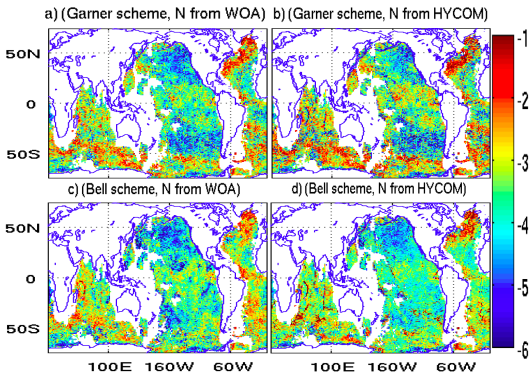 a) (Garner scheme, N from WOA)
b) (Garner scheme, N from HYCOM)
50N
0
50S
c) (Bell scheme, N from WOA)
d) (Bell scheme, N from HYCOM)
50N
0
50S
100E 160W 60W
100E 160W 60W
-1
-2
-3
-4
-5
-6